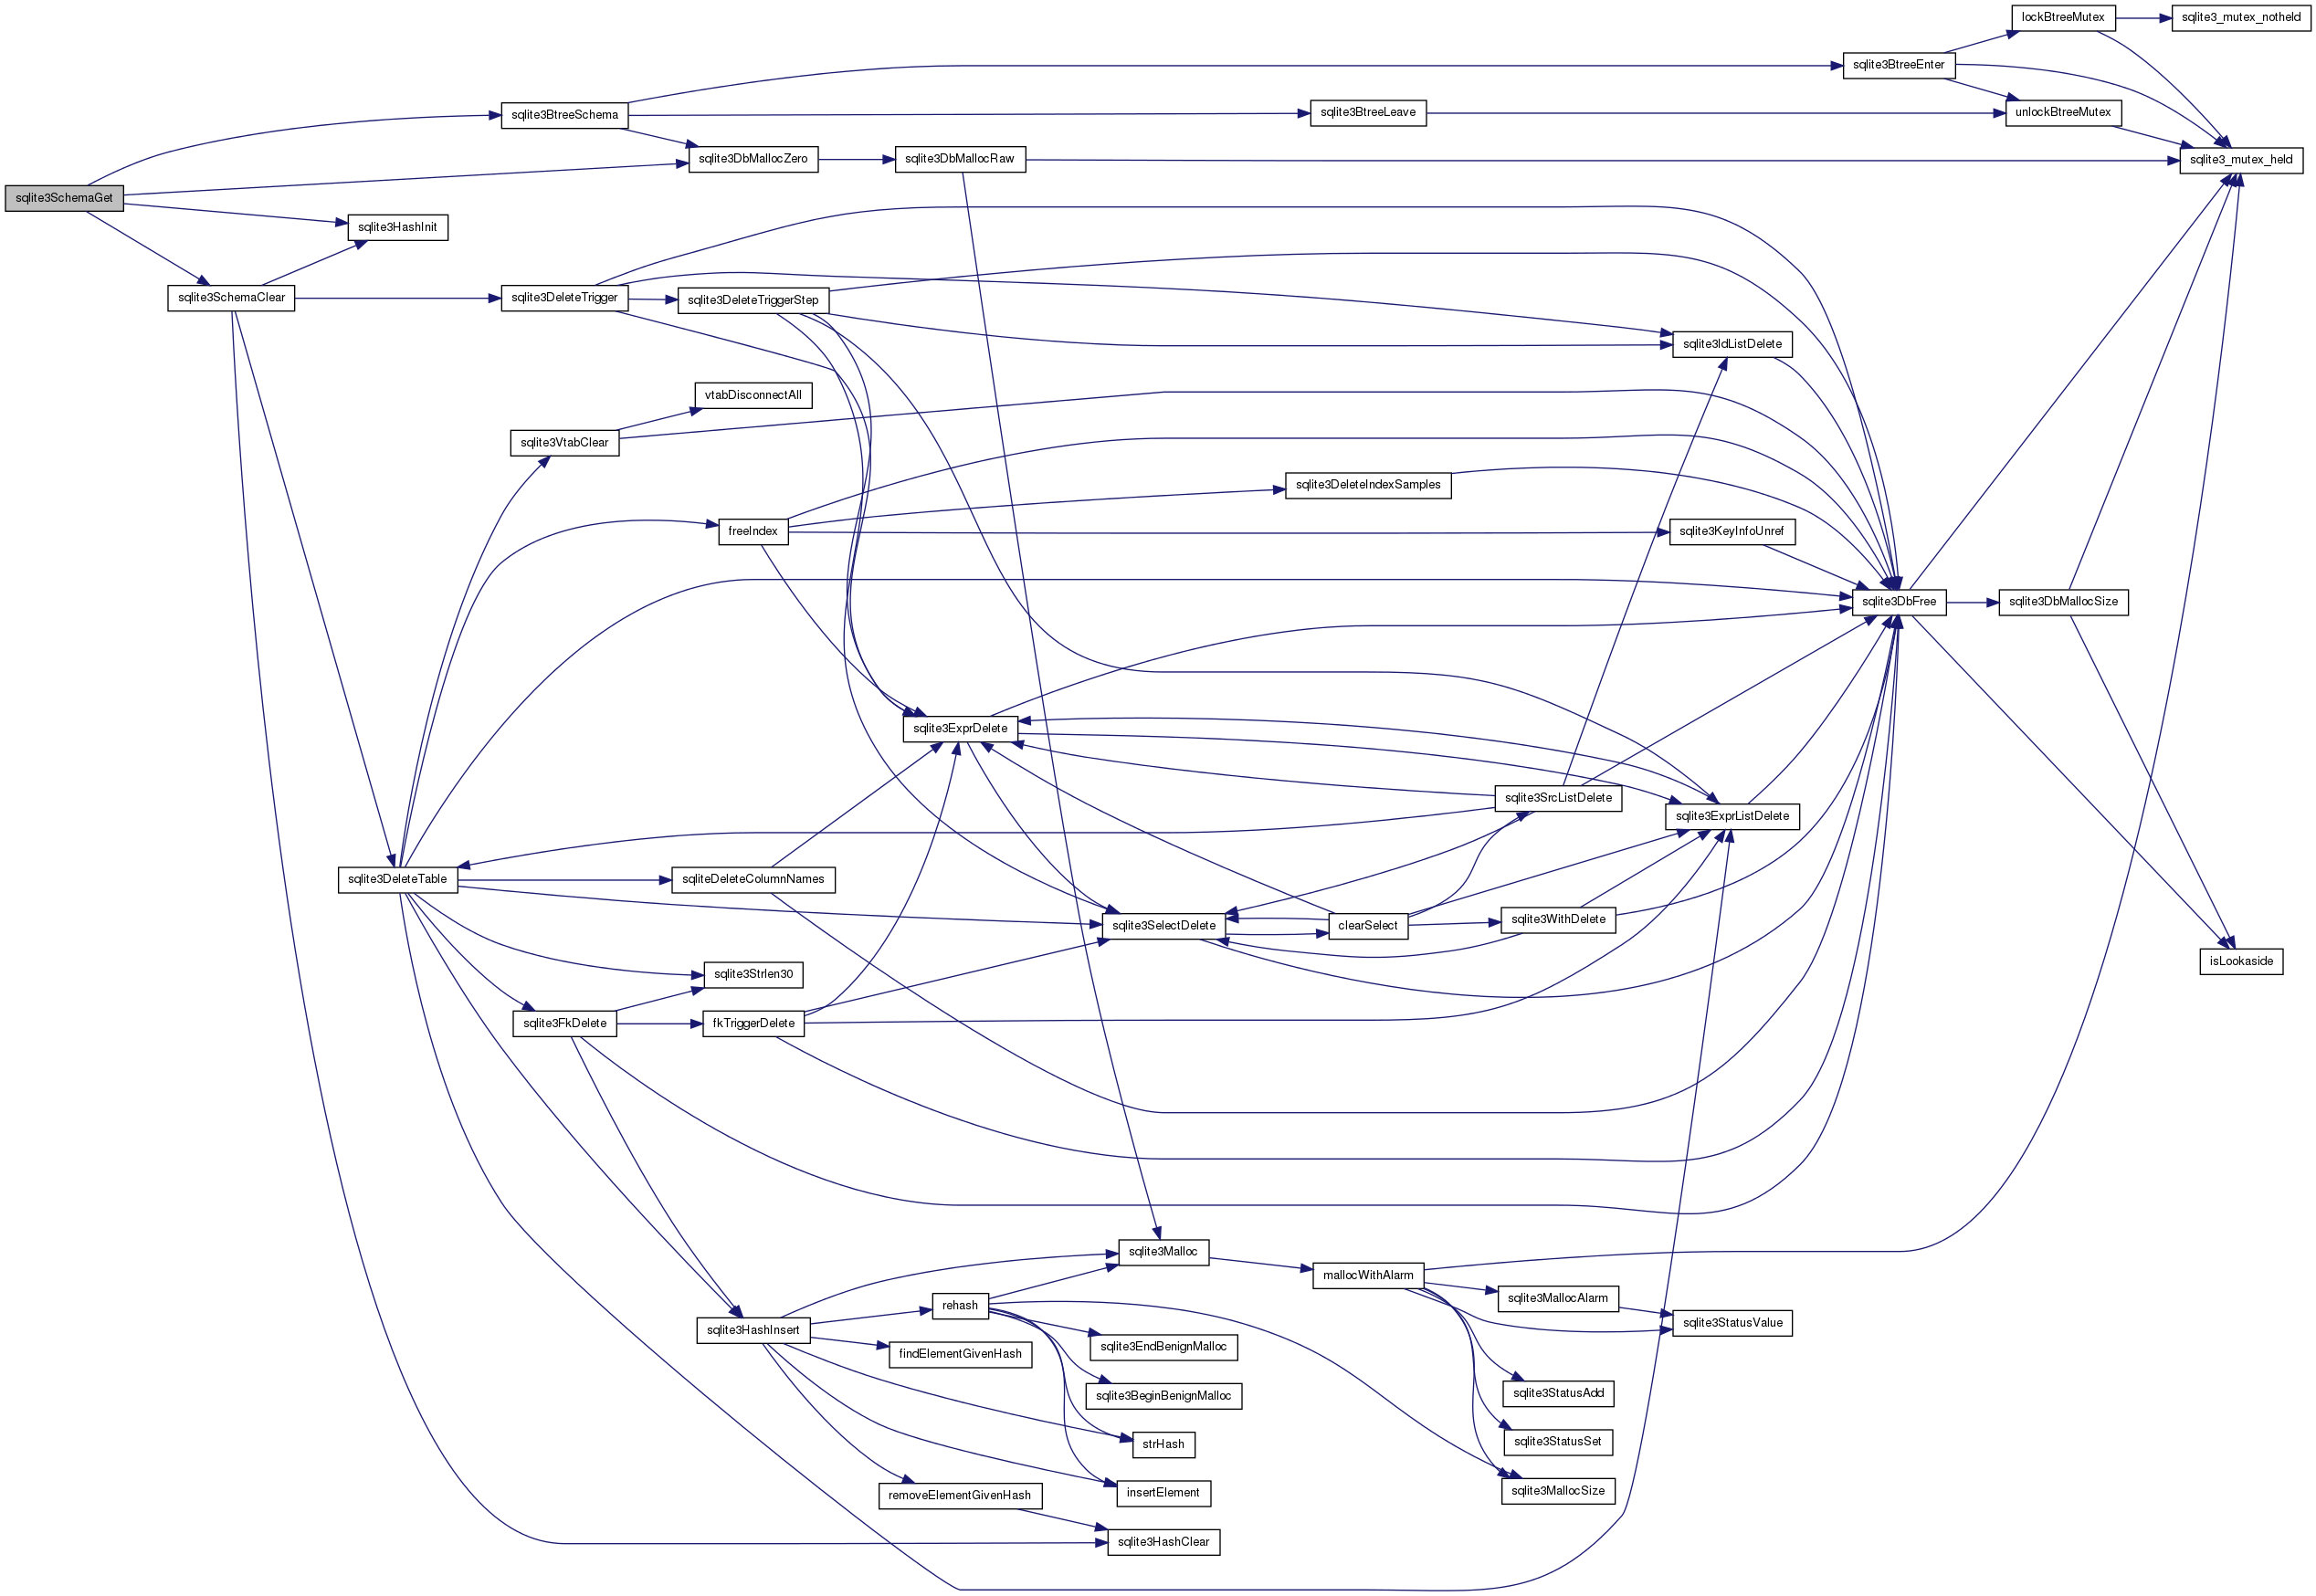 lockBtreeMutex
sqlite3_mutex_notheld
sqlite3BtreeEnter
sqlite3BtreeSchema
sqlite3BtreeLeave
unlockBtreeMutex
sqlite3DbMallocZero
sqlite3DbMallocRaw
sqlite3_mutex_held
sqlite3SchemaGet
sqlite3HashInit
sqlite3SchemaClear
sqlite3DeleteTrigger
sqlite3DeleteTriggerStep
sqlite3IdListDelete
vtabDisconnectAll
sqlite3VtabClear
sqlite3DeleteIndexSamples
freeIndex
sqlite3KeyInfoUnref
sqlite3DbFree
sqlite3DbMallocSize
sqlite3ExprDelete
sqlite3SrcListDelete
sqlite3ExprListDelete
sqlite3DeleteTable
sqliteDeleteColumnNames
sqlite3SelectDelete
clearSelect
sqlite3WithDelete
isLookaside
sqlite3Strlen30
sqlite3FkDelete
fkTriggerDelete
sqlite3Malloc
mallocWithAlarm
sqlite3MallocAlarm
rehash
sqlite3StatusValue
sqlite3HashInsert
sqlite3EndBenignMalloc
findElementGivenHash
sqlite3BeginBenignMalloc
sqlite3StatusAdd
strHash
sqlite3StatusSet
removeElementGivenHash
insertElement
sqlite3MallocSize
sqlite3HashClear